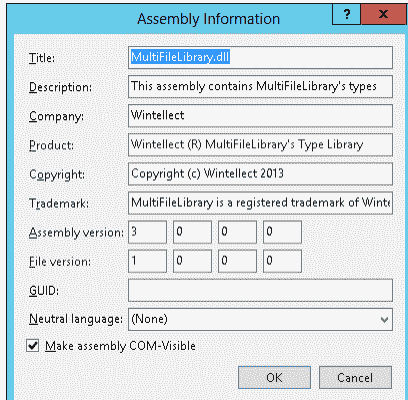 Assembly Information ? x
Title: MultiFileLibrary.dll
Description: This assembly contains MultiFileLibrary's types
Company: Wintellect
Product: Wintellect (R) MultiFileLibrary's Type Library
Copyright: Copyright (c) Wintellect 2013
Trademark: MultiFileLibrary is a registered trademark of Winte
Assembly version: 3 0 0 0
File version: 1 0 0 0
GUID:
Neutral language: (None)
Make assembly COM-Visible
OK Cancel